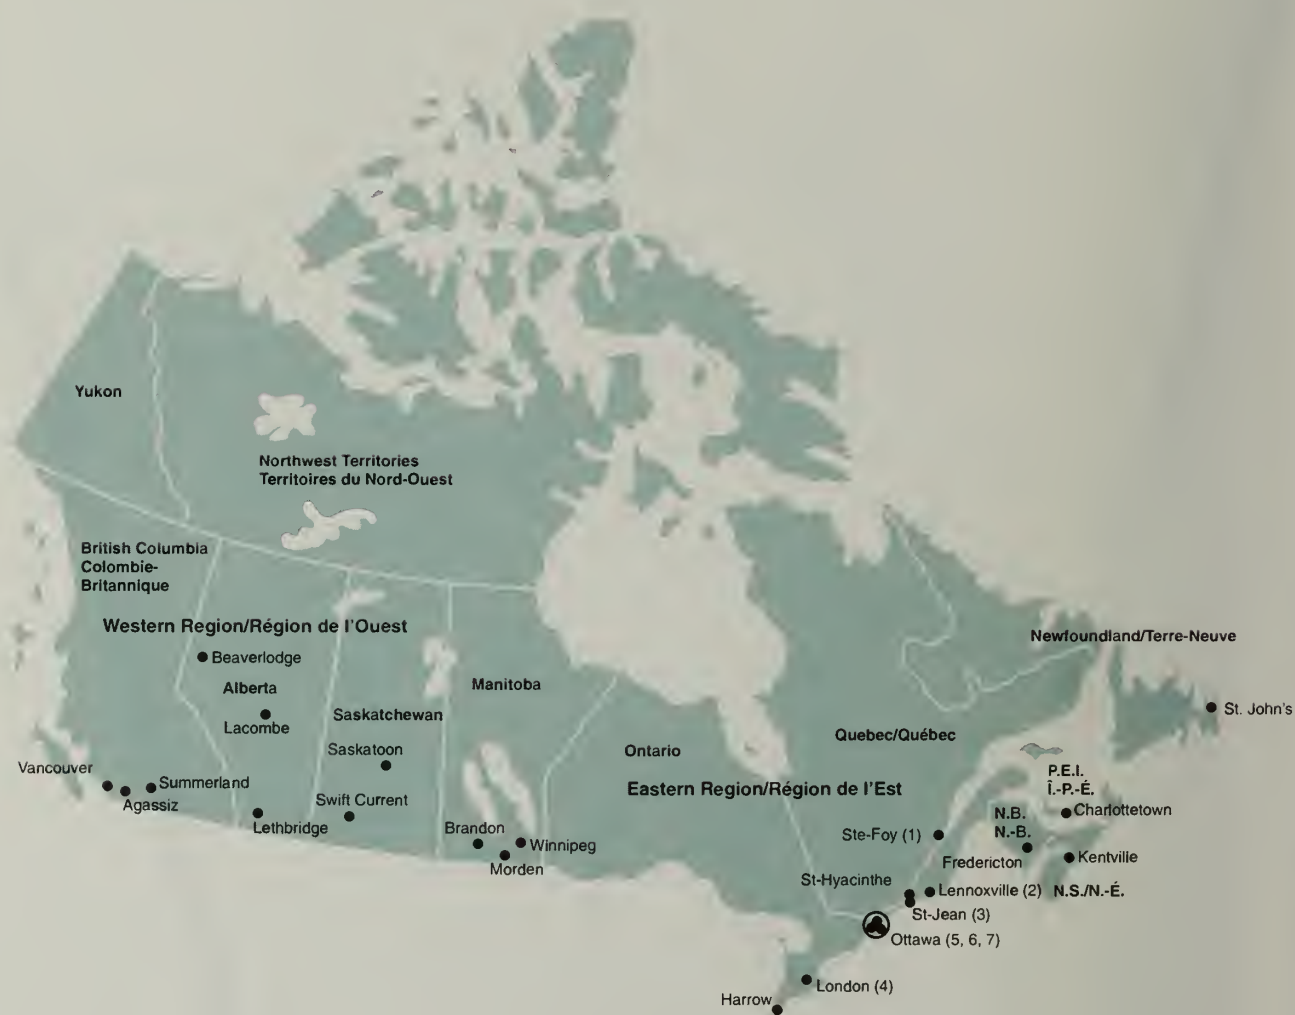 Yukon
Northwest Territories
Territoires du Nord-Ouest
British Columbia
Colombie-
Britannique
Western Region/Région de l'Ouest
Newfoundland/Terre-Neuve
Beaverlodge
Alberta
Manitoba
Lacombe
Saskatchewan
St. John's
Saskatoon
Ontario
Quebec/Québec
Vancouver
Summerland
Agassiz
P.E.I.
Î.-P.-É.
Eastern Region/Région de l'Est
Swift Current
Lethbridge
Charlottetown
N.B.
N.-B.
Brandon
Winnipeg
Morden
Ste-Foy (1)
Fredericton
Kentville
St-Hyacinthe
Lennoxville (2)
N.S./N.-É.
St-Jean (3)
Ottawa (5, 6, 7)
London (4)
Harrow